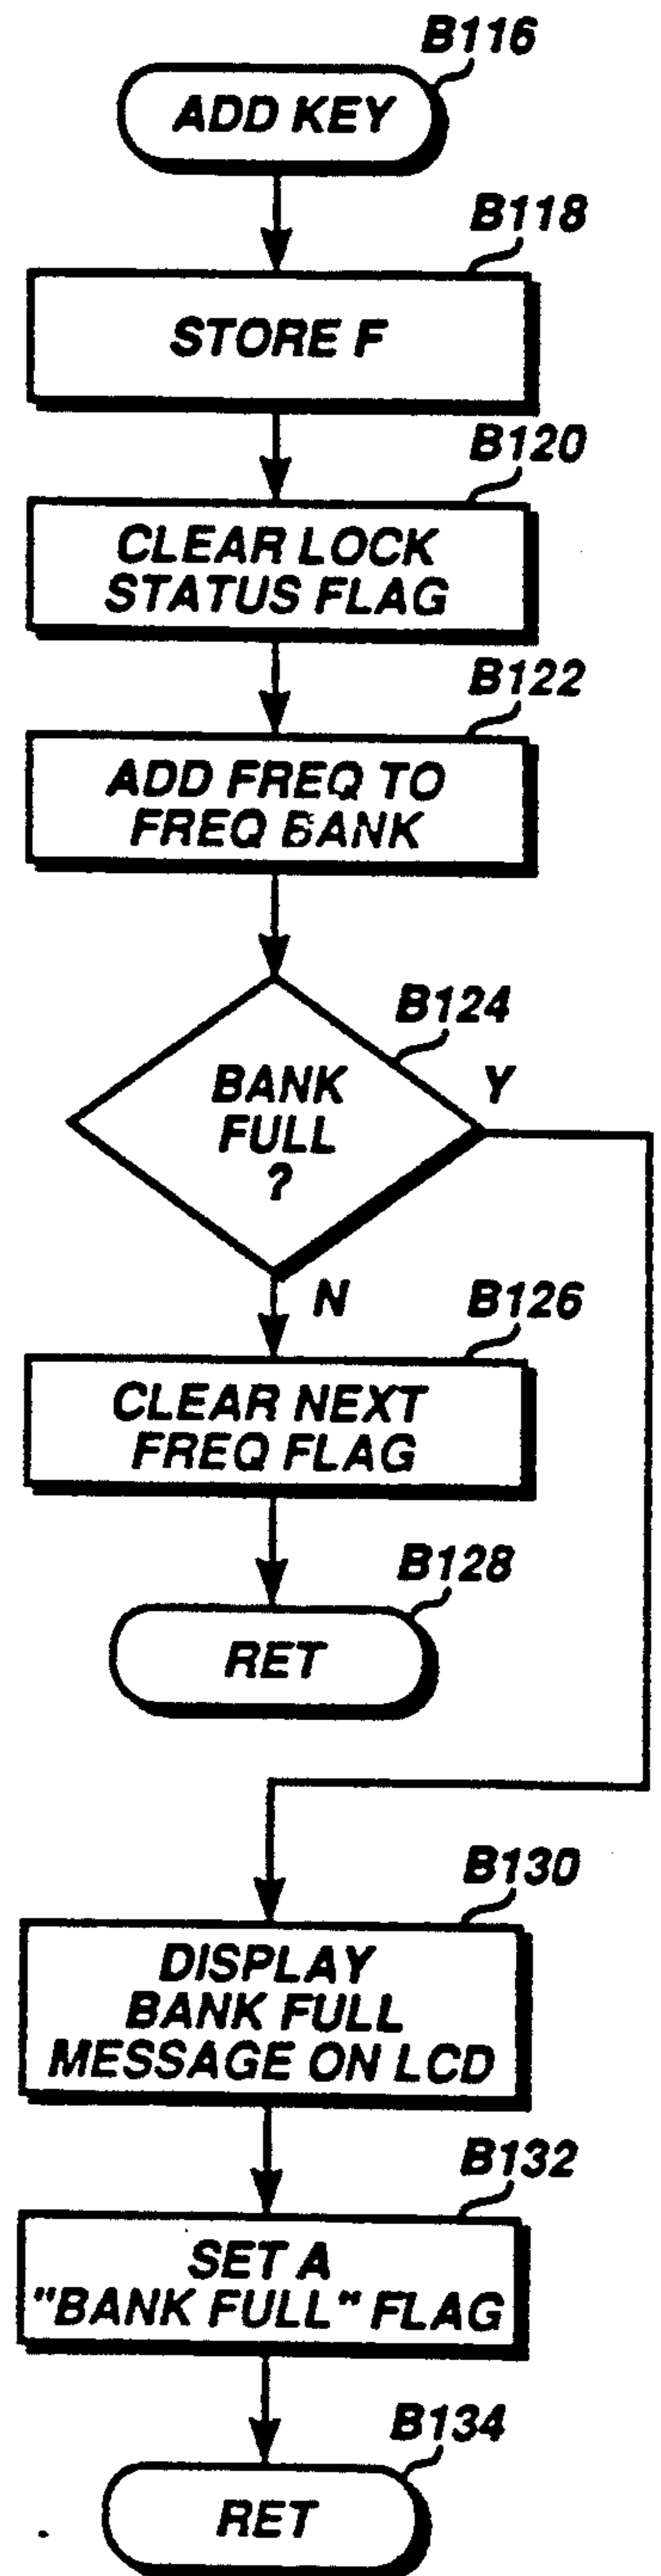 B116
ADD KEY
B118
STORE F
B120
CLEAR LOCK
STATUS FLAG
B122
ADD FREQ TO
FREQ BANK
B124
BANK
FULL
?
Y
N
B126
CLEAR NEXT
FREQ FLAG
B128
RET
B130
DISPLAY
BANK FULL
MESSAGE ON LCD
B132
SET A
"BANK FULL" FLAG
B134
RET